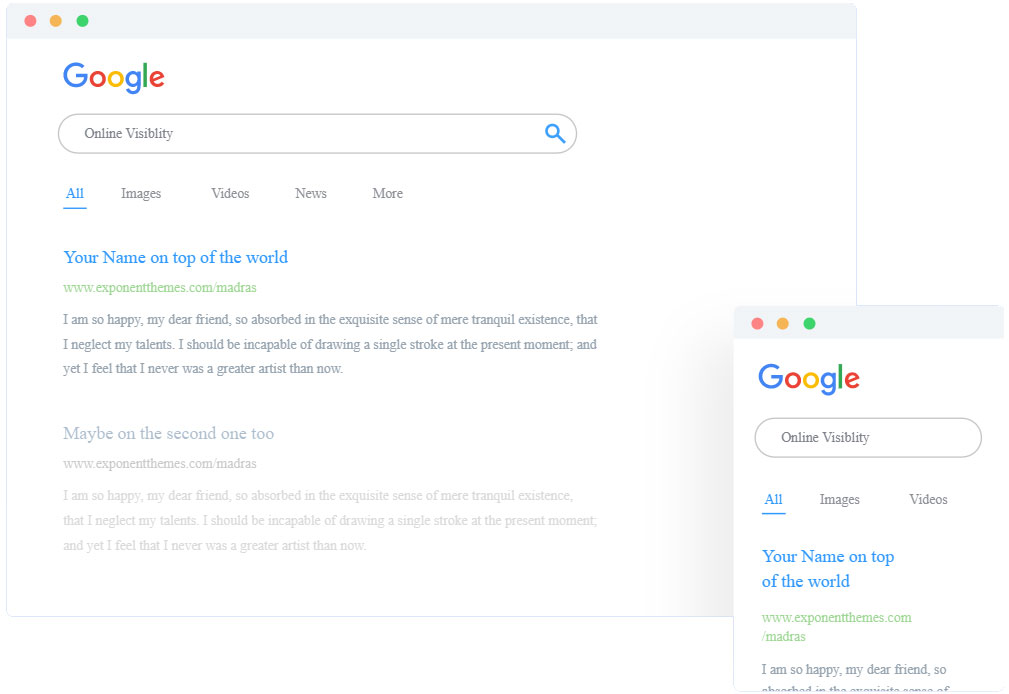 Google
Online Visiblity
All Images Videos News More
Your Name on top of the world
www.exponentthemes.com/madras
I am so happy, my dear friend, so absorbed in the exquisite sense of mere tranquil existence, that
I neglect my talents. I should be incapable of drawing a single stroke at the present moment; and
yet I feel that I never was a greater artist than now.
Maybe on the second one too
www.exponentthemes.com/madras
I am so happy, my dear friend, so absorbed in the exquisite sense of mere tranquil existence,
that I neglect my talents. I should be incapable of drawing a single stroke at the present moment;
and yet I feel that I never was a greater artist than now.
Google
Online Visiblity
All Images Videos
Your Name on top
of the world
www.exponentthemes.com
/madras
I am so happy, my dear friend, so
absorbed in the exquisite sense of